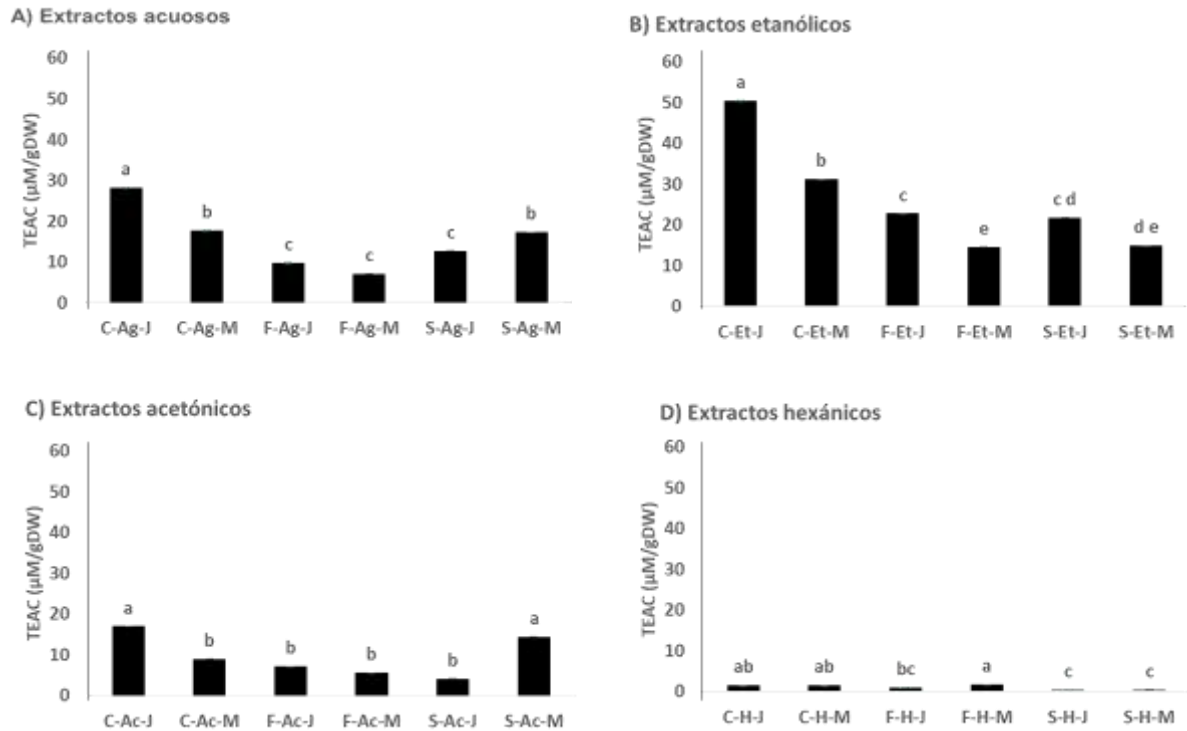 A) Extractos acuosos
TEAC (µM/gDW)
60
50
40
30
20
10
0
a
b
c
c
c
b
C-Ag-J C-Ag-M F-Ag-J F-Ag-M S-Ag-J S-Ag-M
B) Extractos etanólicos
TEAC (µM/gDW)
60
50
40
30
20
10
0
a
b
c
e
c d
d e
C-Et-J C-Et-M F-Et-J F-Et-M S-Et-J S-Et-M
C) Extractos acetónicos
TEAC (µM/gDW)
60
50
40
30
20
10
0
a
b
b
b
b
a
C-Ac-J C-Ac-M F-Ac-J F-Ac-M S-Ac-J S-Ac-M
D) Extractos hexánicos
TEAC (µM/gDW)
60
50
40
30
20
10
0
ab
ab
bc
a
c
c
C-H-J C-H-M F-H-J F-H-M S-H-J S-H-M